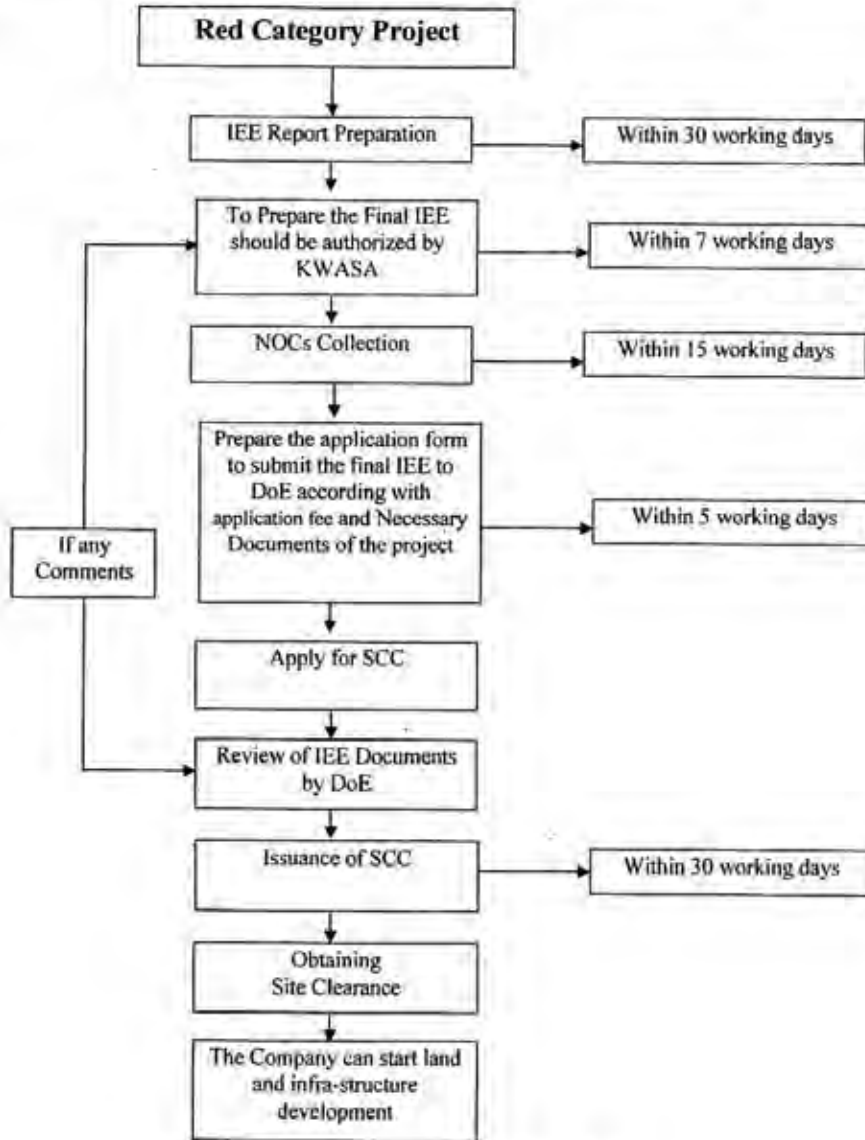 Red Category Project
IEE Report Preparation
Within 30 working days
To Prepare the Final IEE
should be authorized by
KWASA
Within 7 working days
NOCs Collection
Within 15 working days
Prepare the application form
to submit the final IEE to
DoE according with
application fee and Necessary
Documents of the project
Within 5 working days
If any
Comments
Apply for SCC
Review of IEE Documents
by DoE
Issuance of SCC
Within 30 working days
Obtaining
Site Clearance
The Company can start land
and infra-structure
development